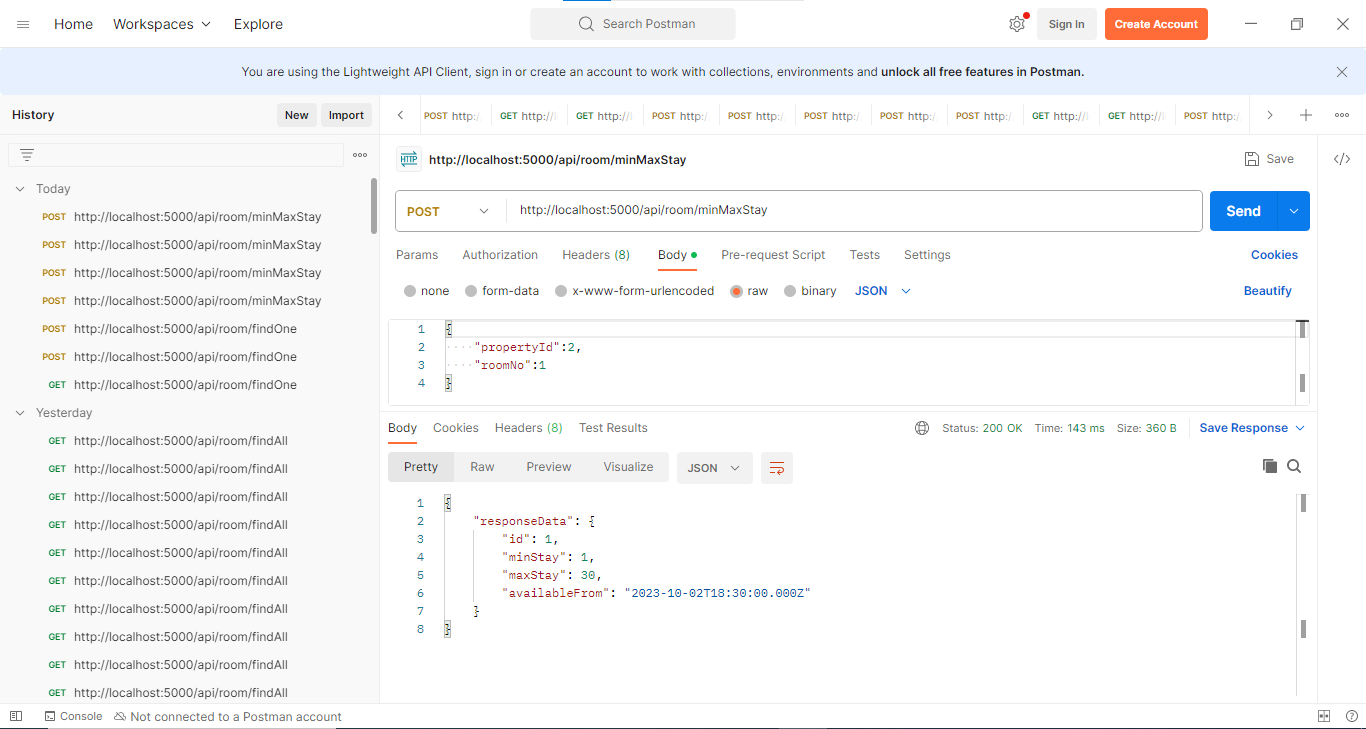 Home Workspaces Explore Search Postman Sign In Create Account
You are using the Lightweight API Client, sign in or create an account to work with collections, environments and unlock all free features in Postman.
History New Import
POST http:/ GET http://l GET http://l POST http:/ POST http:/ POST http:/ POST http:/ POST http:/ GET http://l GET http://l POST http:/
HTTP http://localhost:5000/api/room/minMaxStay Save
Today
POST http://localhost:5000/api/room/minMaxStay
POST http://localhost:5000/api/room/minMaxStay
POST http://localhost:5000/api/room/minMaxStay
POST http://localhost:5000/api/room/minMaxStay
POST http://localhost:5000/api/room/findOne
POST http://localhost:5000/api/room/findOne
GET http://localhost:5000/api/room/findOne
Yesterday
GET http://localhost:5000/api/room/findAll
GET http://localhost:5000/api/room/findAll
GET http://localhost:5000/api/room/findAll
GET http://localhost:5000/api/room/findAll
GET http://localhost:5000/api/room/findAll
GET http://localhost:5000/api/room/findAll
GET http://localhost:5000/api/room/findAll
GET http://localhost:5000/api/room/findAll
GET http://localhost:5000/api/room/findAll
GET http://localhost:5000/api/room/findAll
POST http://localhost:5000/api/room/minMaxStay Send
Params Authorization Headers (8) Body Pre-request Script Tests Settings Cookies
none form-data x-www-form-urlencoded raw binary JSON Beautify
1 {
2 "propertyId":2,
3 "roomNo":1
4 }
Body Cookies Headers (8) Test Results Status: 200 OK Time: 143 ms Size: 360 B Save Response
Pretty Raw Preview Visualize JSON
1 {
2 "responseData": {
3 "id": 1,
4 "minStay": 1,
5 "maxStay": 30,
6 "availableFrom": "2023-10-02T18:30:00.000Z"
7 }
8 }
Console Not connected to a Postman account